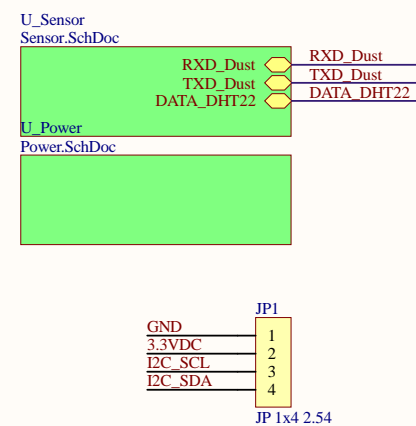 U_Sensor
Sensor.SchDoc
RXD_Dust RXD_Dust
TXD_Dust TXD_Dust
DATA_DHT22 DATA_DHT22
U_Power
Power.SchDoc
JP1
GND 1
3.3VDC 2
I2C_SCL 3
I2C_SDA 4
JP 1x4 2.54